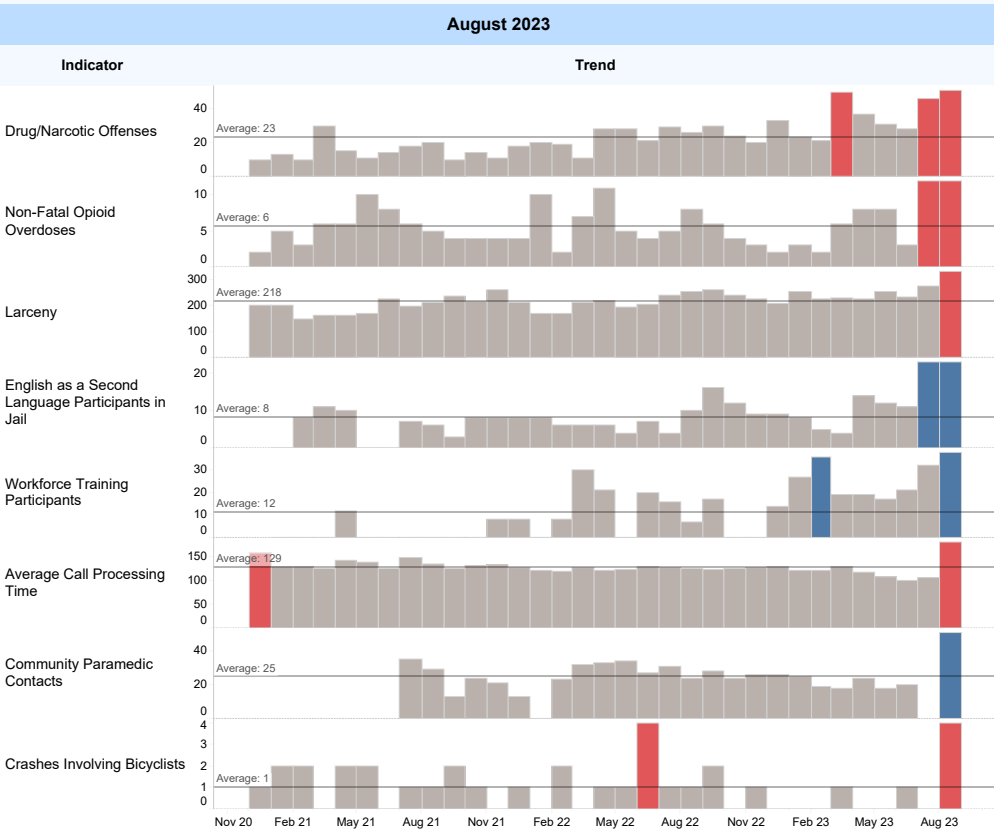 August 2023
Indicator
Trend
Drug/Narcotic Offenses
40
20
0
Average: 23
Non-Fatal Opioid
Overdoses
10
5
0
Average: 6
Larceny
300
200
100
0
Average: 218
English as a Second
Language Participants in
Jail
20
10
0
Average: 8
Workforce Training
Participants
30
20
10
0
Average: 12
Average Call Processing
Time
150
100
50
0
Average: 129
Community Paramedic
Contacts
40
20
0
Average: 25
Crashes Involving Bicyclists
4
3
2
1
0
Average: 1
Nov 20 Feb 21 May 21 Aug 21 Nov 21 Feb 22 May 22 Aug 22 Nov 22 Feb 23 May 23 Aug 23